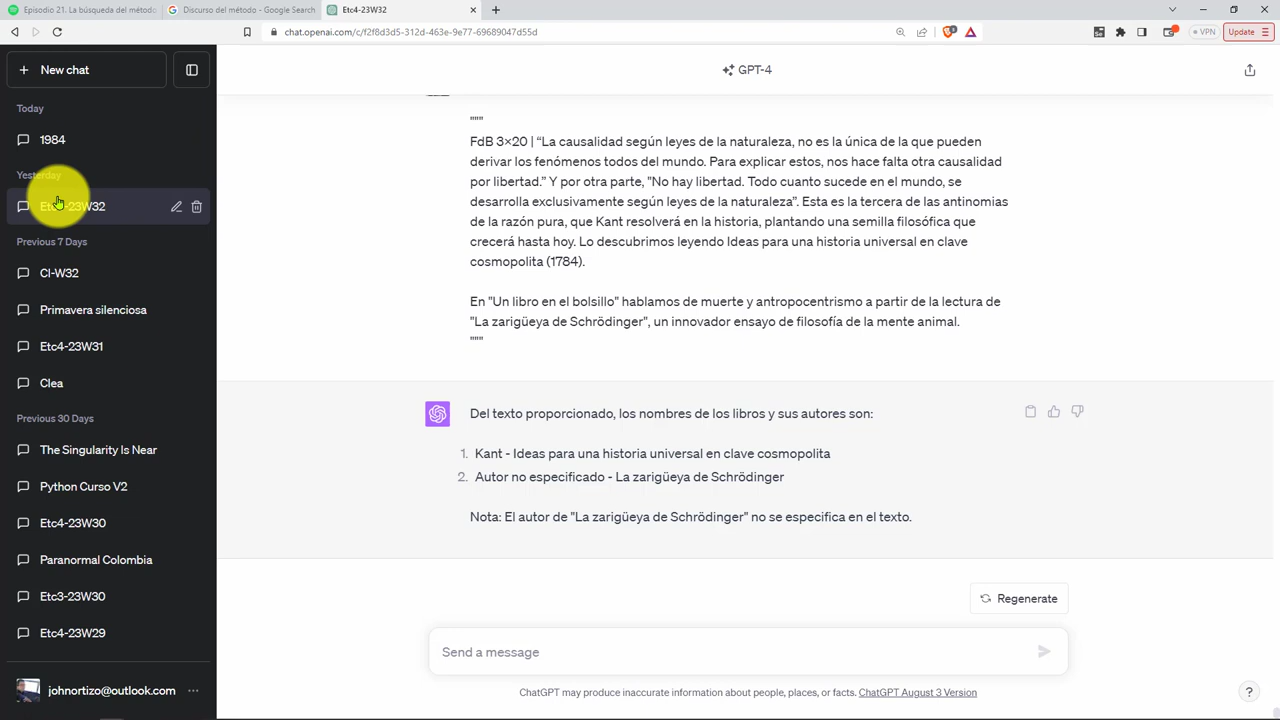 Episodio 21. La búsqueda del método
Discurso del método - Google Search
Etc4-23W32
chat.openai.com/c/f2f8d3d5-312d-463e-9e77-69689047d55d
VPN
Update
New chat
GPT-4
Today
1984
Yesterday
Etc4-23W32
Previous 7 Days
CI-W32
Primavera silenciosa
Etc4-23W31
Clea
Previous 30 Days
The Singularity Is Near
Python Curso V2
Etc4-23W30
Paranormal Colombia
Etc3-23W30
Etc4-23W29
johnortizo@outlook.com
"""
FdB 3×20 | “La causalidad según leyes de la naturaleza, no es la única de la que pueden
derivar los fenómenos todos del mundo. Para explicar estos, nos hace falta otra causalidad
por libertad.” Y por otra parte, "No hay libertad. Todo cuanto sucede en el mundo, se
desarrolla exclusivamente según leyes de la naturaleza”. Esta es la tercera de las antinomias
de la razón pura, que Kant resolverá en la historia, plantando una semilla filosófica que
crecerá hasta hoy. Lo descubrimos leyendo Ideas para una historia universal en clave
cosmopolita (1784).
En "Un libro en el bolsillo" hablamos de muerte y antropocentrismo a partir de la lectura de
"La zarigüeya de Schrödinger", un innovador ensayo de filosofía de la mente animal.
"""
Del texto proporcionado, los nombres de los libros y sus autores son:
1. Kant - Ideas para una historia universal en clave cosmopolita
2. Autor no especificado - La zarigüeya de Schrödinger
Nota: El autor de "La zarigüeya de Schrödinger" no se especifica en el texto.
Regenerate
Send a message
ChatGPT may produce inaccurate information about people, places, or facts. ChatGPT August 3 Version
?